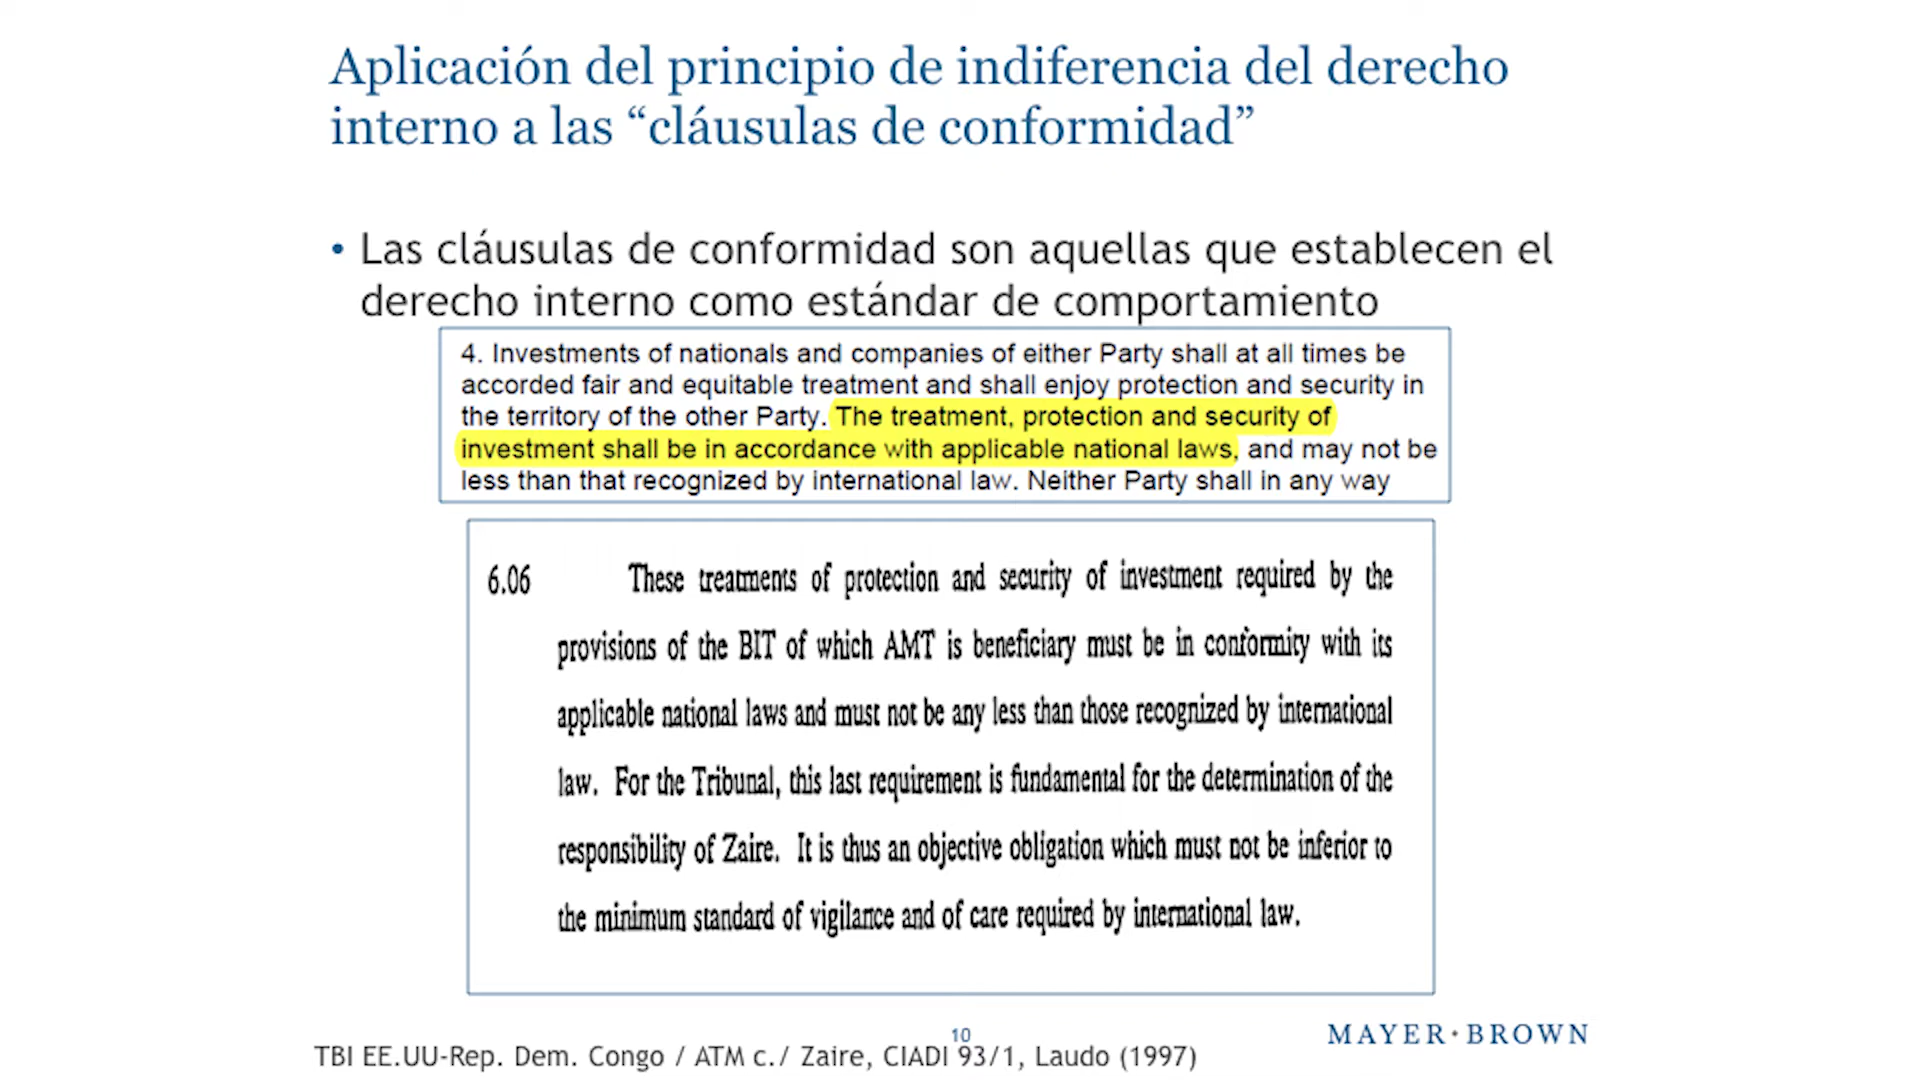 Aplicación del principio de indiferencia del derecho
interno a las “cláusulas de conformidad”
• Las cláusulas de conformidad son aquellas que establecen el
derecho interno como estándar de comportamiento
4. Investments of nationals and companies of either Party shall at all times be
accorded fair and equitable treatment and shall enjoy protection and security in
the territory of the other Party. The treatment, protection and security of
investment shall be in accordance with applicable national laws, and may not be
less than that recognized by international law. Neither Party shall in any way
6.06 These treatments of protection and security of investment required by the
provisions of the BIT of which AMT is beneficiary must be in conformity with its
applicable national laws and must not be any less than those recognized by international
law. For the Tribunal, this last requirement is fundamental for the determination of the
responsibility of Zaire. It is thus an objective obligation which must not be inferior to
the minimum standard of vigilance and of care required by international law.
10
MAYER•BROWN
TBI EE.UU-Rep. Dem. Congo / ATM c./ Zaire, CIADI 93/1, Laudo (1997)